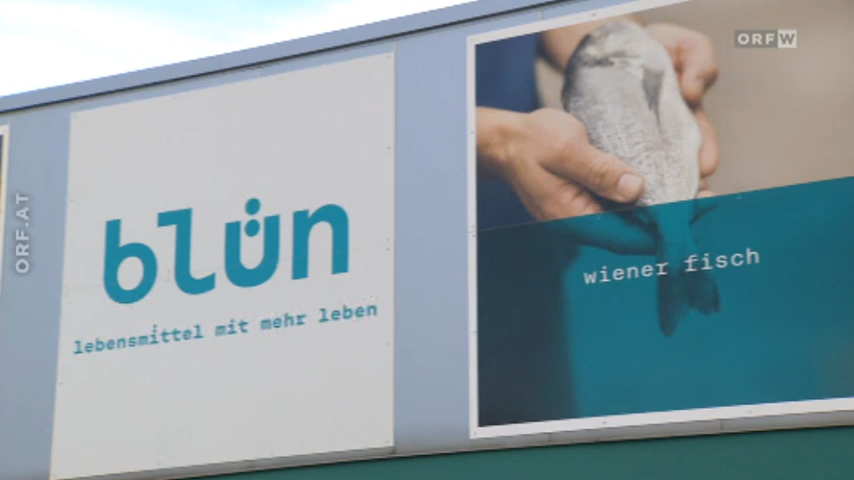 ORF W
ORF.AT
blün
lebensmittel mit mehr leben
wiener fisch